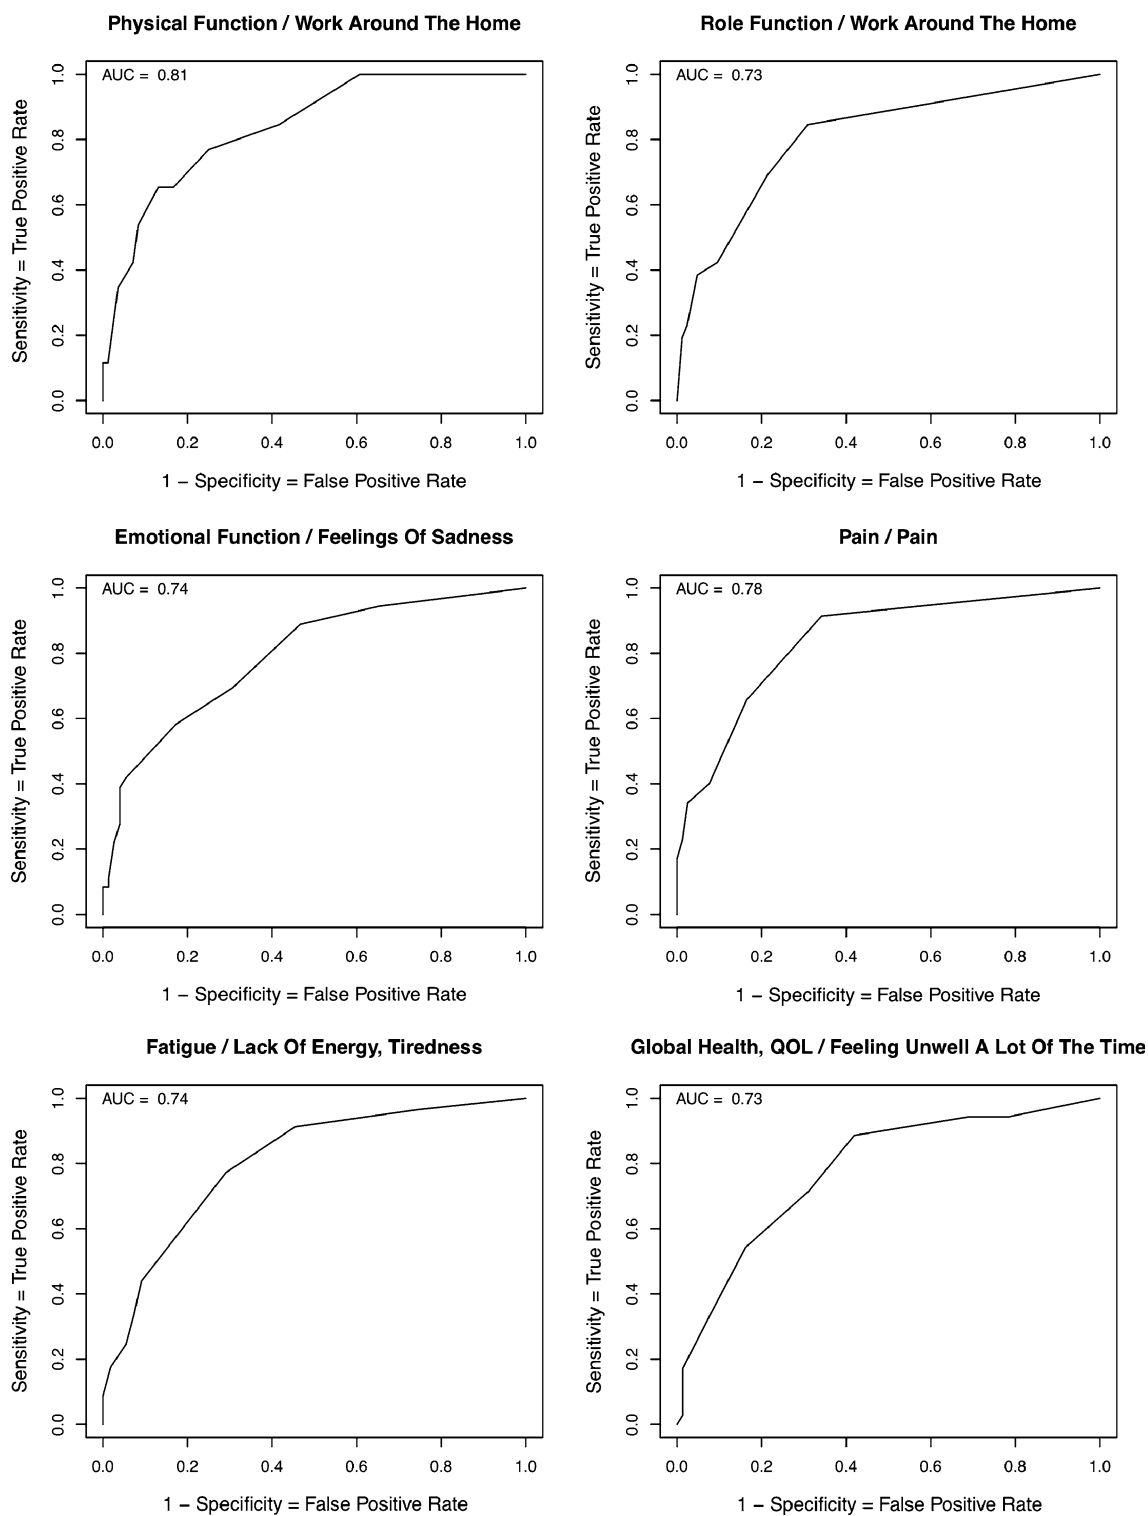 Physical Function / Work Around The Home
AUC = 0.81
Sensitivity = True Positive Rate
0.0 0.2 0.4 0.6 0.8 1.0
0.0 0.2 0.4 0.6 0.8 1.0
1 − Specificity = False Positive Rate
Role Function / Work Around The Home
AUC = 0.73
Sensitivity = True Positive Rate
0.0 0.2 0.4 0.6 0.8 1.0
0.0 0.2 0.4 0.6 0.8 1.0
1 − Specificity = False Positive Rate
Emotional Function / Feelings Of Sadness
AUC = 0.74
Sensitivity = True Positive Rate
0.0 0.2 0.4 0.6 0.8 1.0
0.0 0.2 0.4 0.6 0.8 1.0
1 − Specificity = False Positive Rate
Pain / Pain
AUC = 0.78
Sensitivity = True Positive Rate
0.0 0.2 0.4 0.6 0.8 1.0
0.0 0.2 0.4 0.6 0.8 1.0
1 − Specificity = False Positive Rate
Fatigue / Lack Of Energy, Tiredness
AUC = 0.74
Sensitivity = True Positive Rate
0.0 0.2 0.4 0.6 0.8 1.0
0.0 0.2 0.4 0.6 0.8 1.0
1 − Specificity = False Positive Rate
Global Health, QOL / Feeling Unwell A Lot Of The Time
AUC = 0.73
Sensitivity = True Positive Rate
0.0 0.2 0.4 0.6 0.8 1.0
0.0 0.2 0.4 0.6 0.8 1.0
1 − Specificity = False Positive Rate